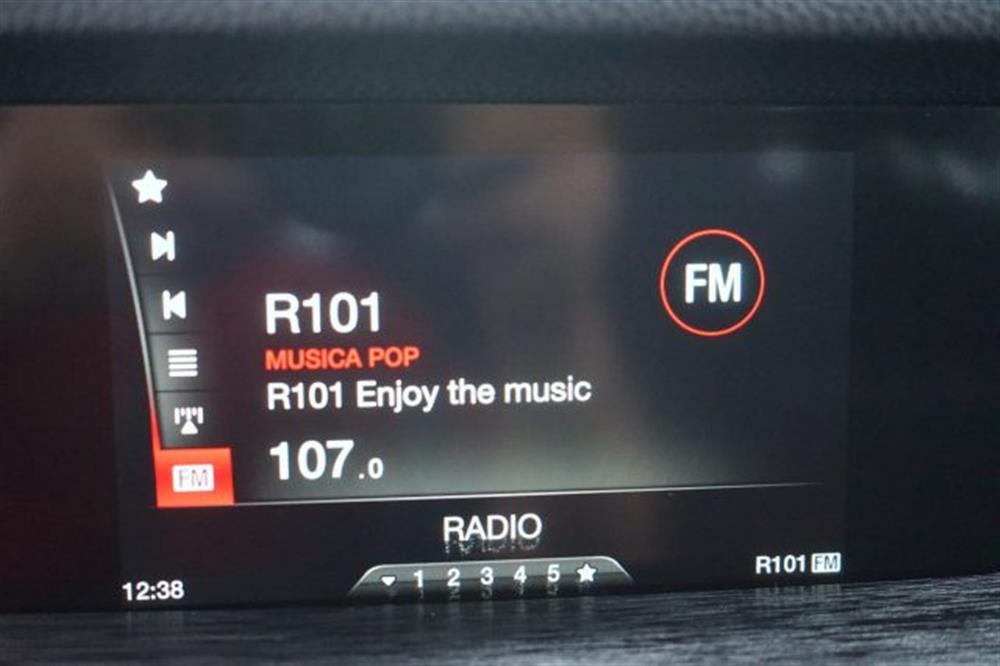 FM
R101
MUSICA POP
R101 Enjoy the music
107.0
FM
RADIO
12:38
1 2 3 4 5
R101 FM